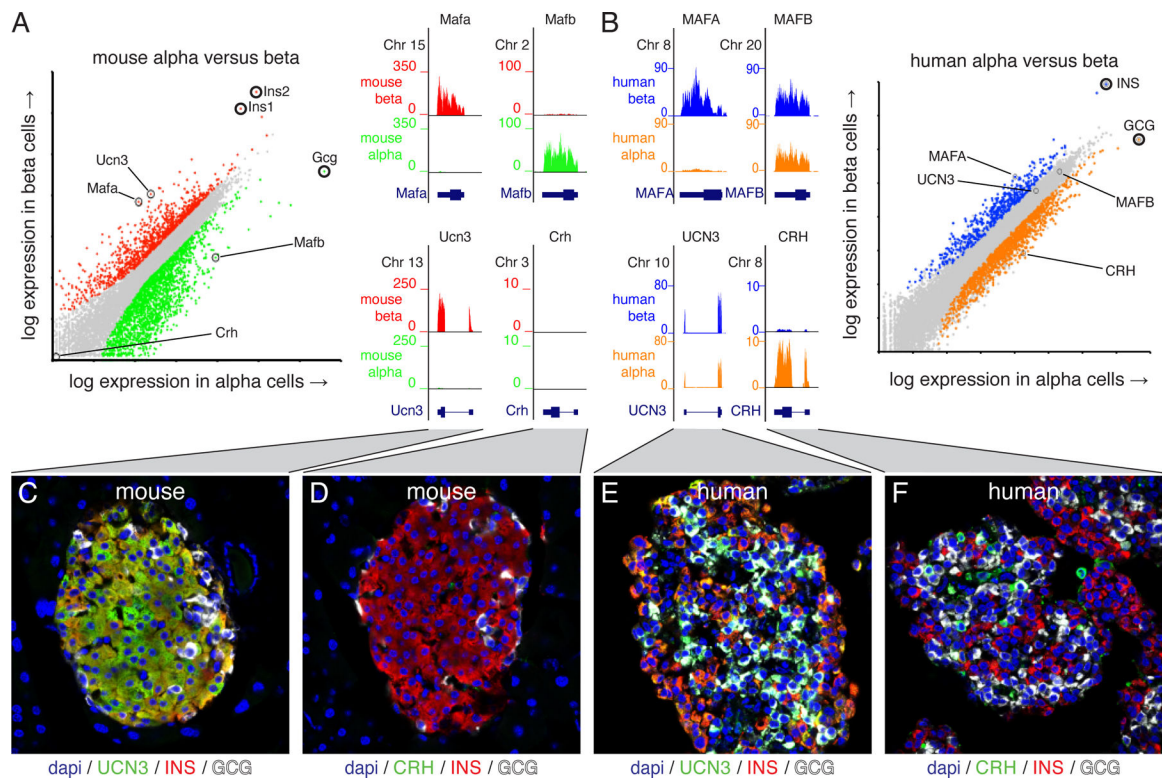 A
mouse alpha versus beta
log expression in beta cells →
Ins2
Ins1
Gcg
Ucn3
Mafa
Mafb
Crh
log expression in alpha cells →
Mafa
Mafb
Chr 15
Chr 2
350
100
mouse
beta
0
0
350
100
mouse
alpha
0
0
Mafa
Mafb
Ucn3
Crh
Chr 13
Chr 3
250
10
mouse
beta
0
0
250
10
mouse
alpha
0
0
Ucn3
Crh
B
MAFA
MAFB
Chr 8
Chr 20
90
90
human
beta
0
0
90
90
human
alpha
0
0
MAFA
MAFB
UCN3
CRH
Chr 10
Chr 8
80
10
human
beta
0
0
80
10
human
alpha
0
0
UCN3
CRH
human alpha versus beta
log expression in beta cells →
INS
GCG
MAFA
UCN3
MAFB
CRH
log expression in alpha cells →
C
mouse
dapi / UCN3 / INS / GCG
D
mouse
dapi / CRH / INS / GCG
E
human
dapi / UCN3 / INS / GCG
F
human
dapi / CRH / INS / GCG